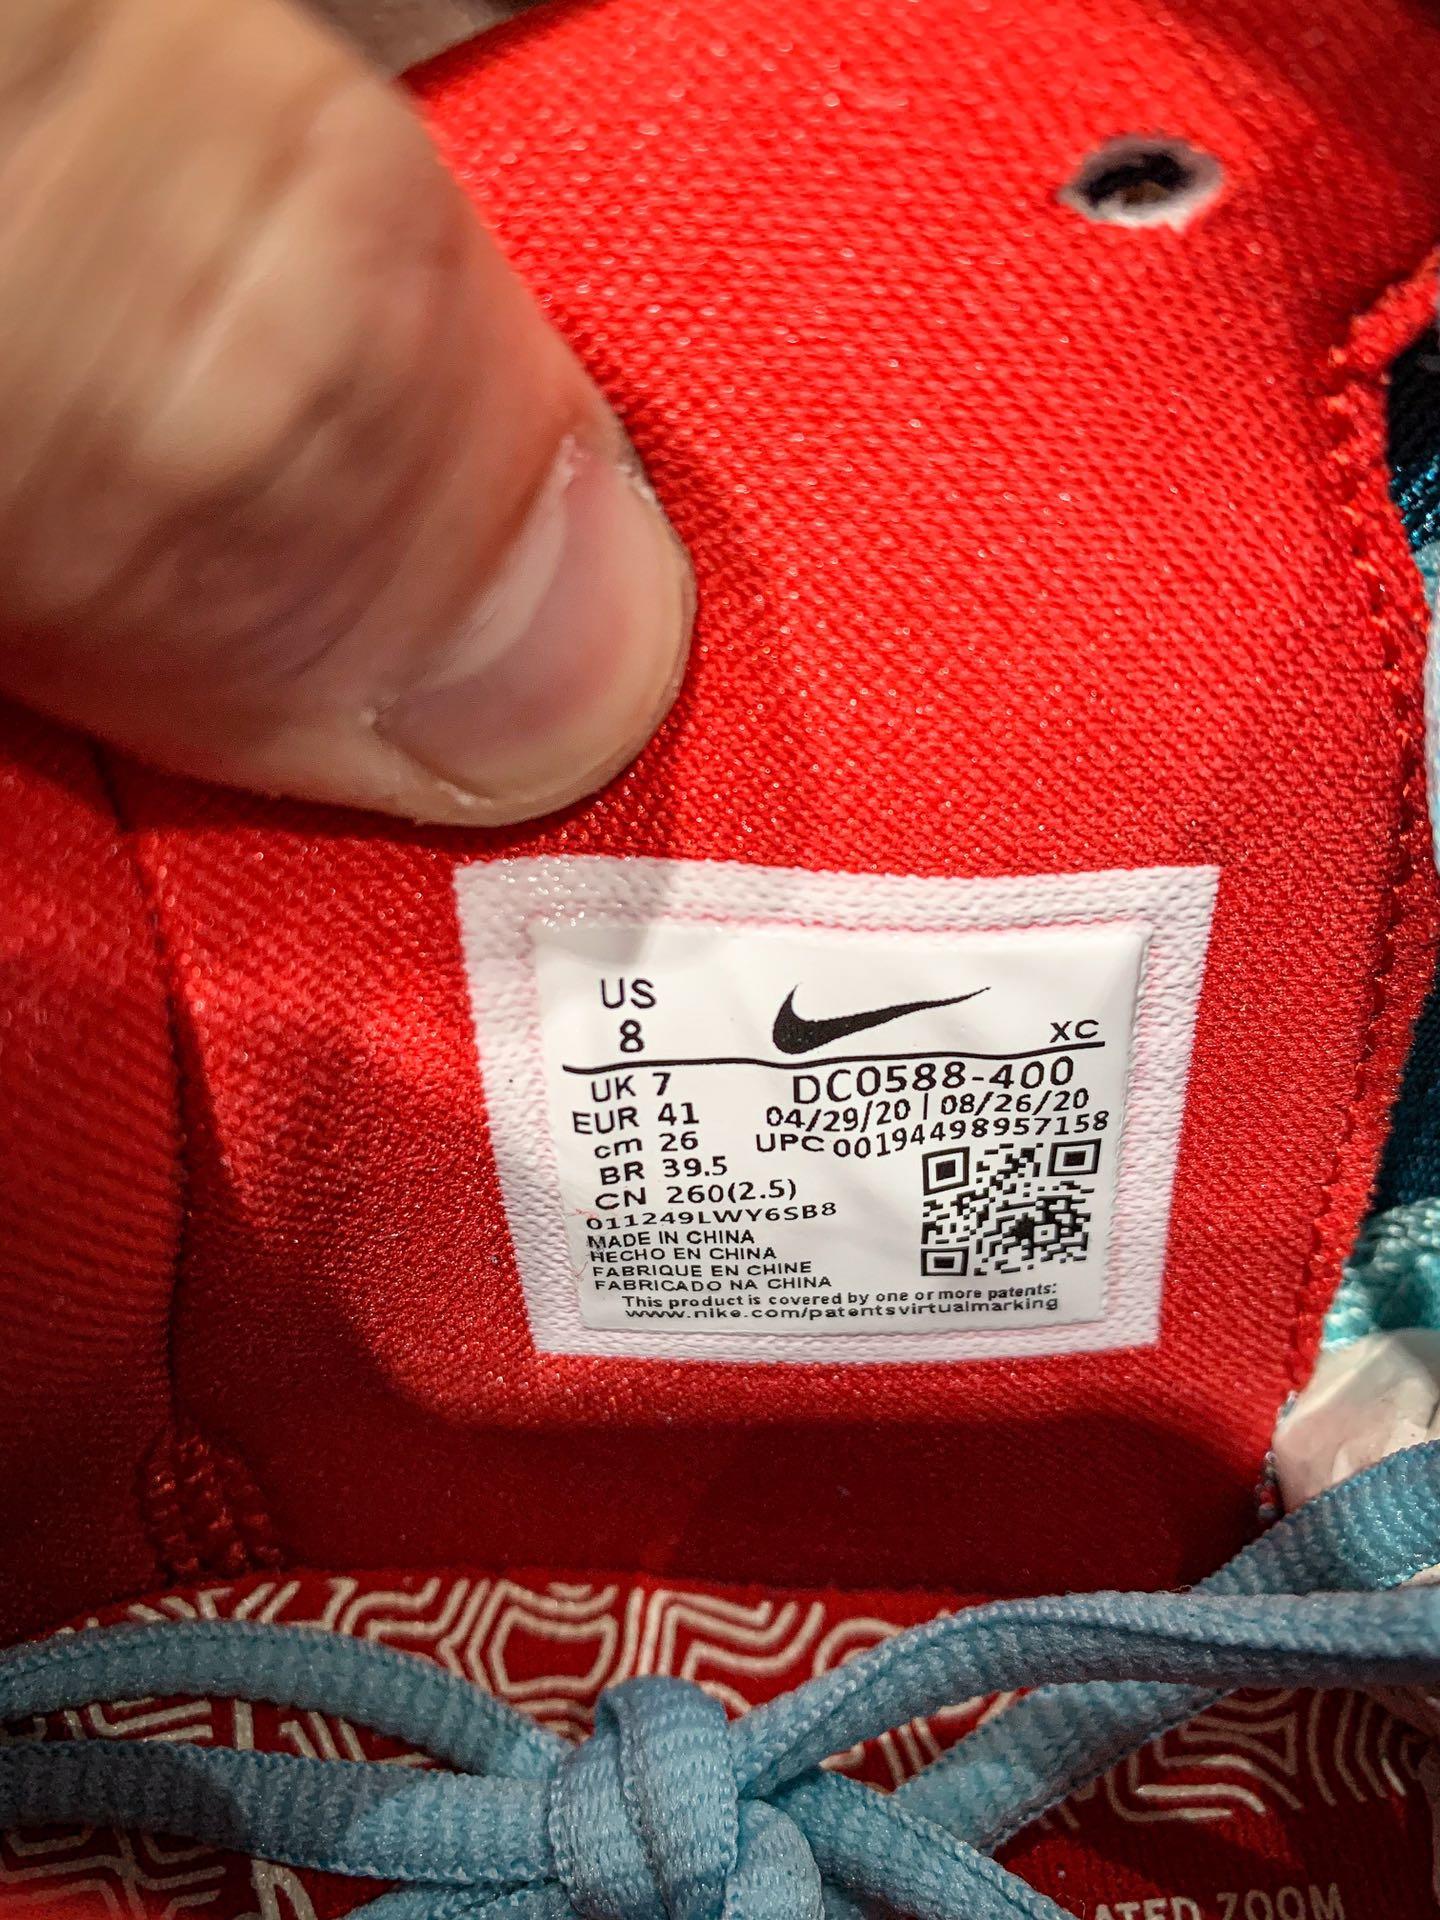 US
8
XC
UK 7
DC0588-400
EUR 41
04/29/20 | 08/26/20
cm 26
UPC 00194498957158
BR 39.5
CN 260(2.5)
011249LWY6SB8
MADE IN CHINA
HECHO EN CHINA
FABRIQUE EN CHINE
FABRICADO NA CHINA
This product is covered by one or more patents:
www.nike.com/patentsvirtualmarking
ZOOM